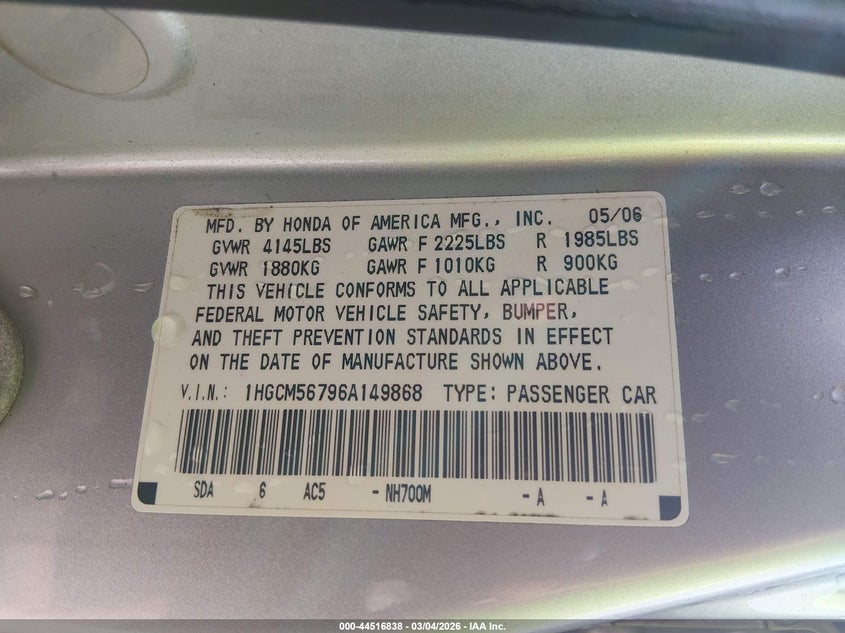 MFD. BY HONDA OF AMERICA MFG., INC. 05/06
GVWR 4145LBS GAWR F 2225LBS R 1985LBS
GVWR 1880KG GAWR F 1010KG R 900KG
THIS VEHICLE CONFORMS TO ALL APPLICABLE
FEDERAL MOTOR VEHICLE SAFETY, BUMPER,
AND THEFT PREVENTION STANDARDS IN EFFECT
ON THE DATE OF MANUFACTURE SHOWN ABOVE.
V.I.N.: 1HGCM56796A149868 TYPE: PASSENGER CAR
SDA 6 AC5 - NH700M - A - A
000-44516838 - 03/04/2026 - IAA Inc.